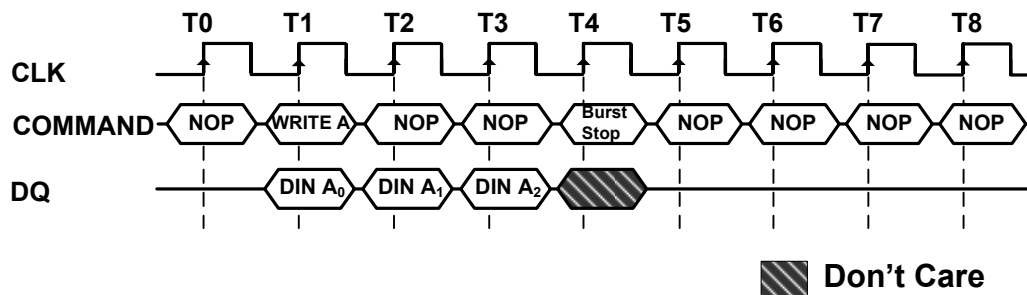 T0 T1 T2 T3 T4 T5 T6 T7 T8
CLK
COMMAND NOP WRITE A NOP NOP Burst Stop NOP NOP NOP NOP
DQ DIN A0 DIN A1 DIN A2
Don't Care